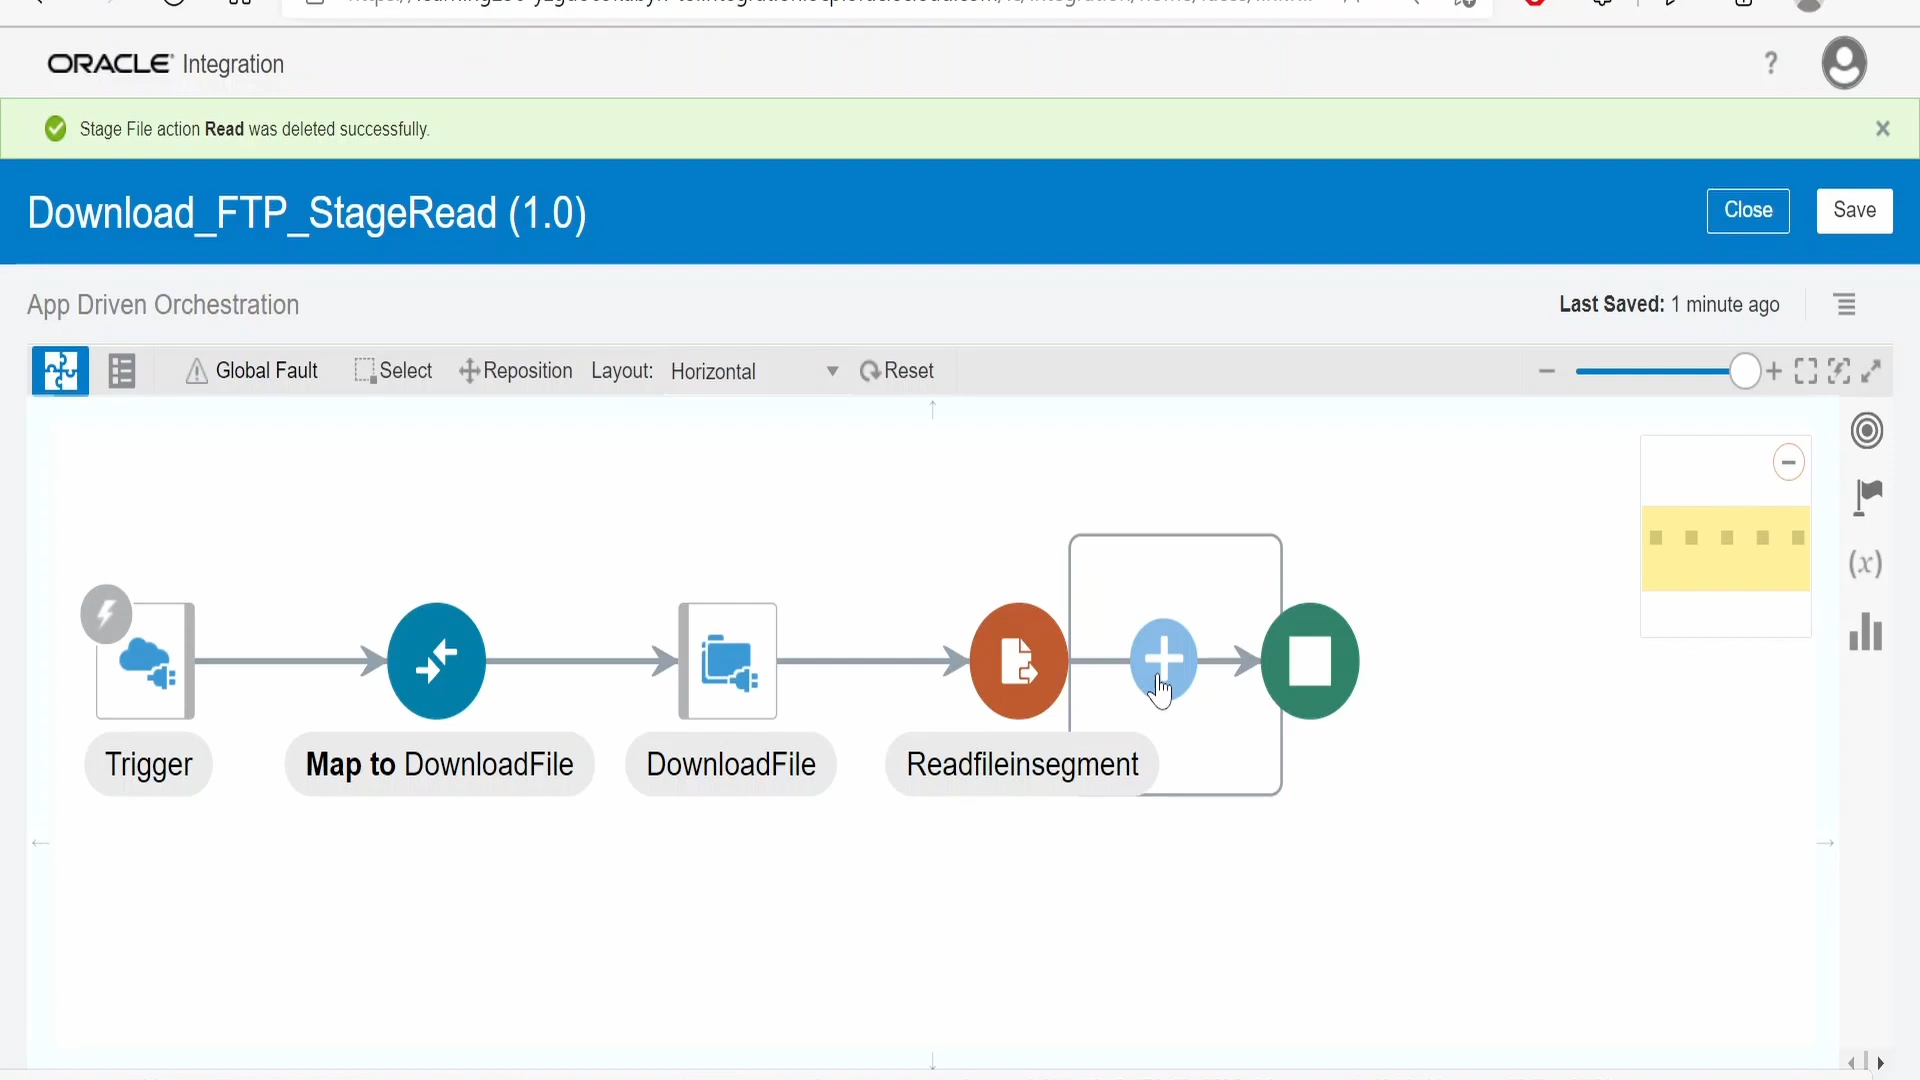 ORACLE Integration
?
Stage File action Read was deleted successfully.
Download_FTP_StageRead (1.0)
Close
Save
App Driven Orchestration
Last Saved: 1 minute ago
Global Fault
Select
Reposition
Layout: Horizontal
Reset
(x)
Trigger
Map to DownloadFile
DownloadFile
Readfileinsegment